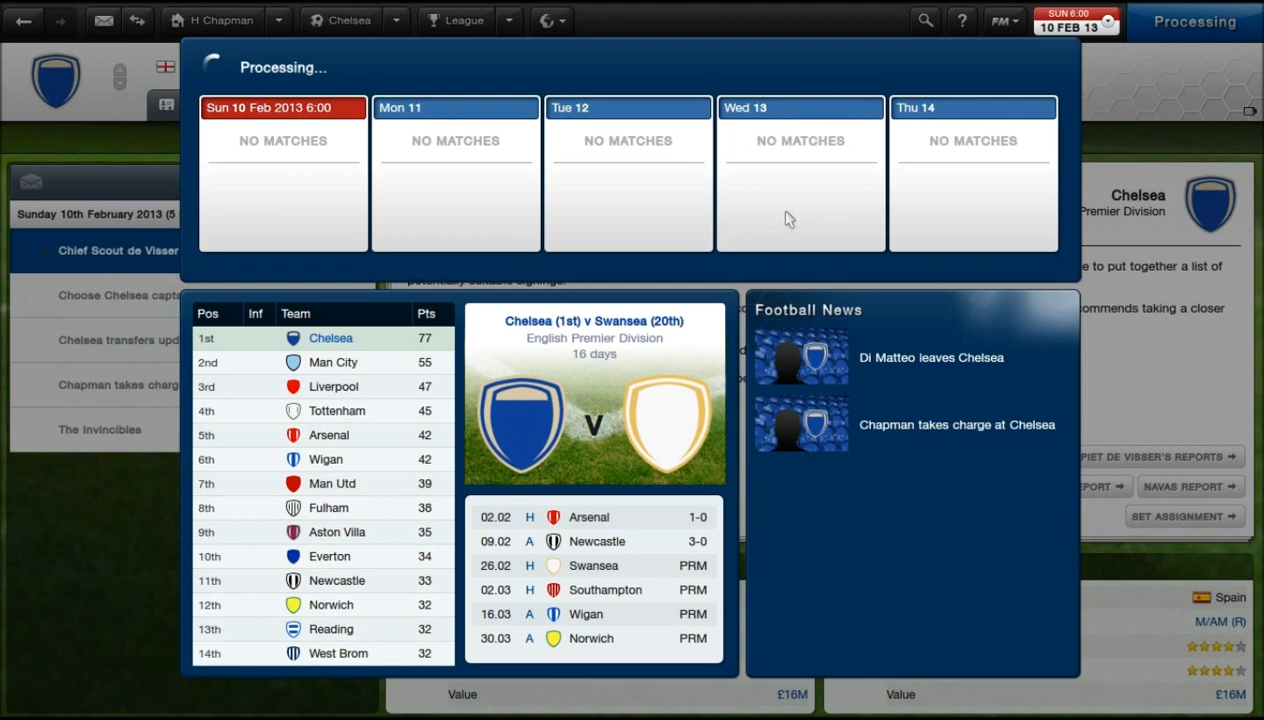 H Chapman
Chelsea
League
?
FM
SUN 6:00
10 FEB 13
Processing
Processing...
Sun 10 Feb 2013 6:00
Mon 11
Tue 12
Wed 13
Thu 14
NO MATCHES
NO MATCHES
NO MATCHES
NO MATCHES
NO MATCHES
Sunday 10th February 2013 (5
Chief Scout de Visser
Choose Chelsea capta
Chelsea transfers upd
Chapman takes charg
The Invincibles
Chelsea
Premier Division
e to put together a list of
potentially suitable signings.
ommends taking a closer
Pos Inf Team Pts
1st Chelsea 77
2nd Man City 55
3rd Liverpool 47
4th Tottenham 45
5th Arsenal 42
6th Wigan 42
7th Man Utd 39
8th Fulham 38
9th Aston Villa 35
10th Everton 34
11th Newcastle 33
12th Norwich 32
13th Reading 32
14th West Brom 32
Chelsea (1st) v Swansea (20th)
English Premier Division
16 days
V
02.02 H Arsenal 1-0
09.02 A Newcastle 3-0
26.02 H Swansea PRM
02.03 H Southampton PRM
16.03 A Wigan PRM
30.03 A Norwich PRM
Football News
Di Matteo leaves Chelsea
Chapman takes charge at Chelsea
PIET DE VISSER'S REPORTS
EPORT
NAVAS REPORT
SET ASSIGNMENT
Spain
M/AM (R)
Value £16M
Value £16M